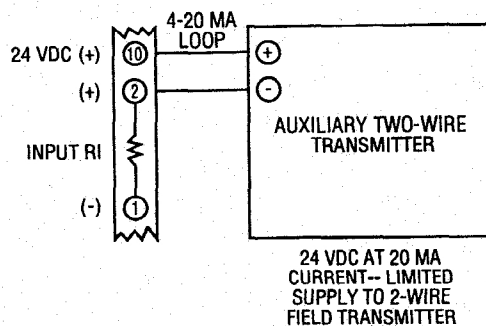 4-20 MA
LOOP
24 VDC (+) 10 +
(+) 2 -
AUXILIARY TWO-WIRE
TRANSMITTER
INPUT RI
(-) 1
24 VDC AT 20 MA
CURRENT-- LIMITED
SUPPLY TO 2-WIRE
FIELD TRANSMITTER